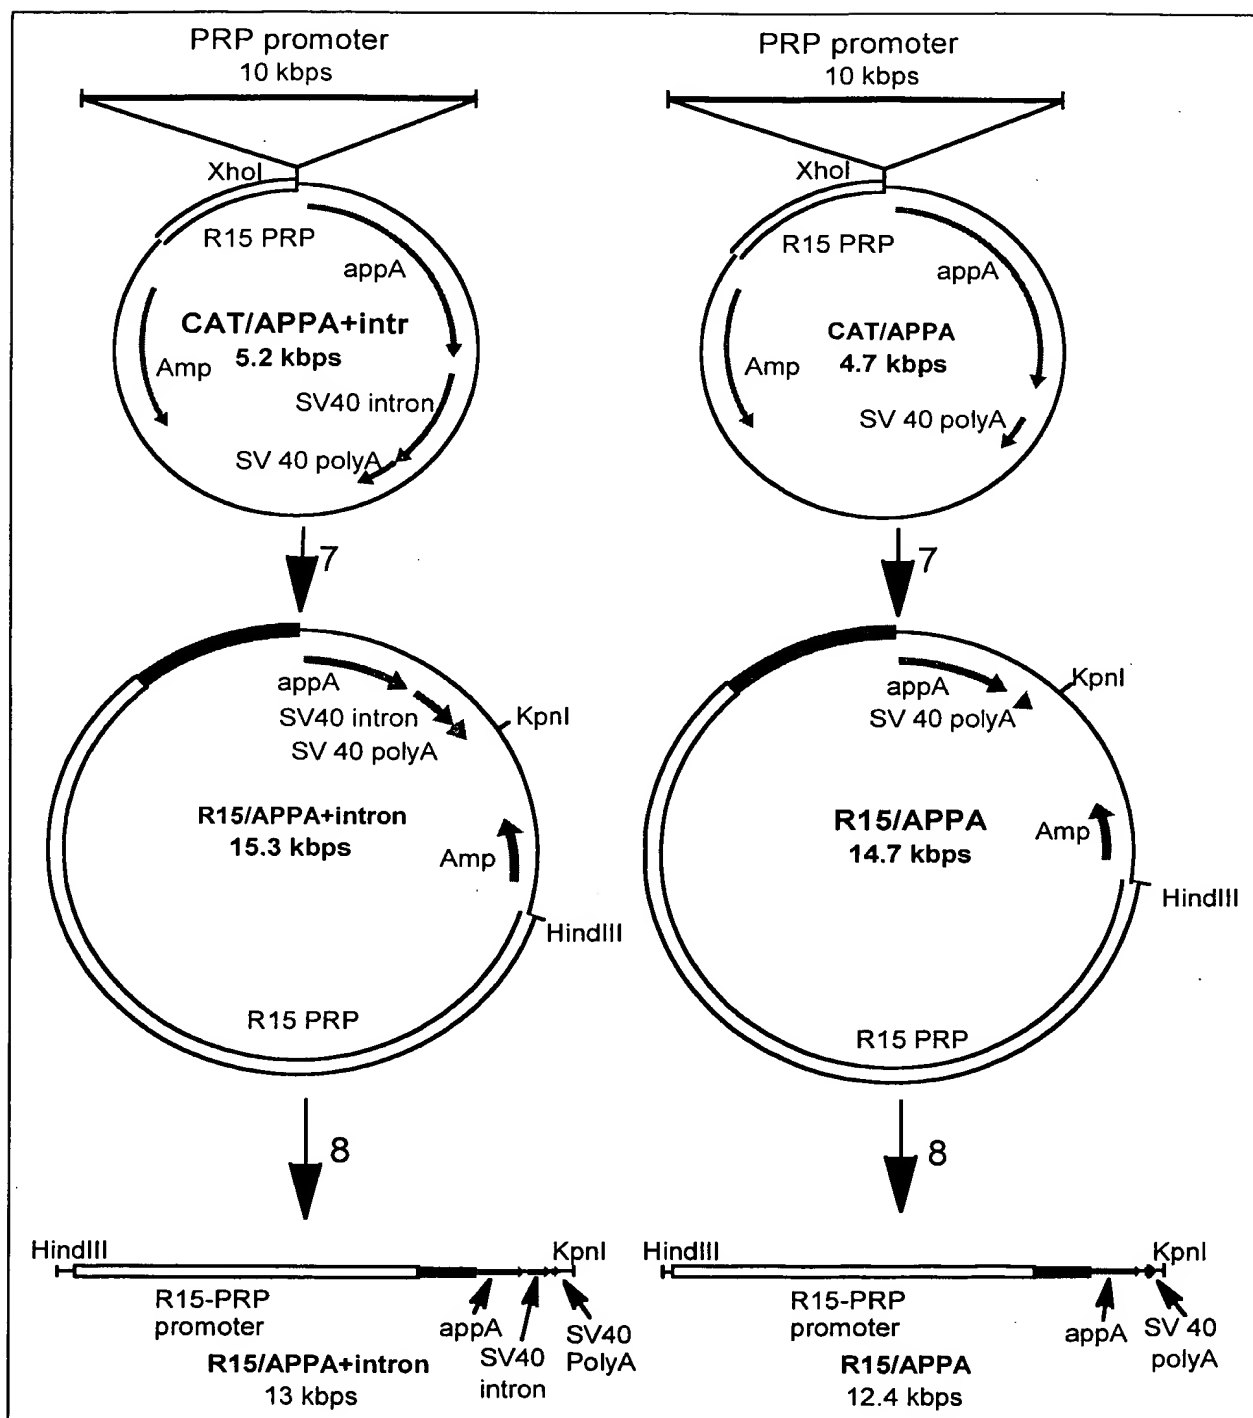 PRP promoter
10 kbps
XhoI
R15 PRP
appA
CAT/APPA+intr
5.2 kbps
Amp
SV40 intron
SV 40 polyA
7
appA
SV40 intron
SV 40 polyA
KpnI
R15/APPA+intron
15.3 kbps
Amp
HindIII
R15 PRP
8
HindIII
KpnI
R15-PRP
promoter
appA
SV40
intron
SV40
PolyA
R15/APPA+intron
13 kbps
PRP promoter
10 kbps
XhoI
R15 PRP
appA
CAT/APPA
4.7 kbps
Amp
SV 40 polyA
7
appA
SV 40 polyA
KpnI
R15/APPA
14.7 kbps
Amp
HindIII
R15 PRP
8
HindIII
KpnI
R15-PRP
promoter
appA
SV 40
polyA
R15/APPA
12.4 kbps